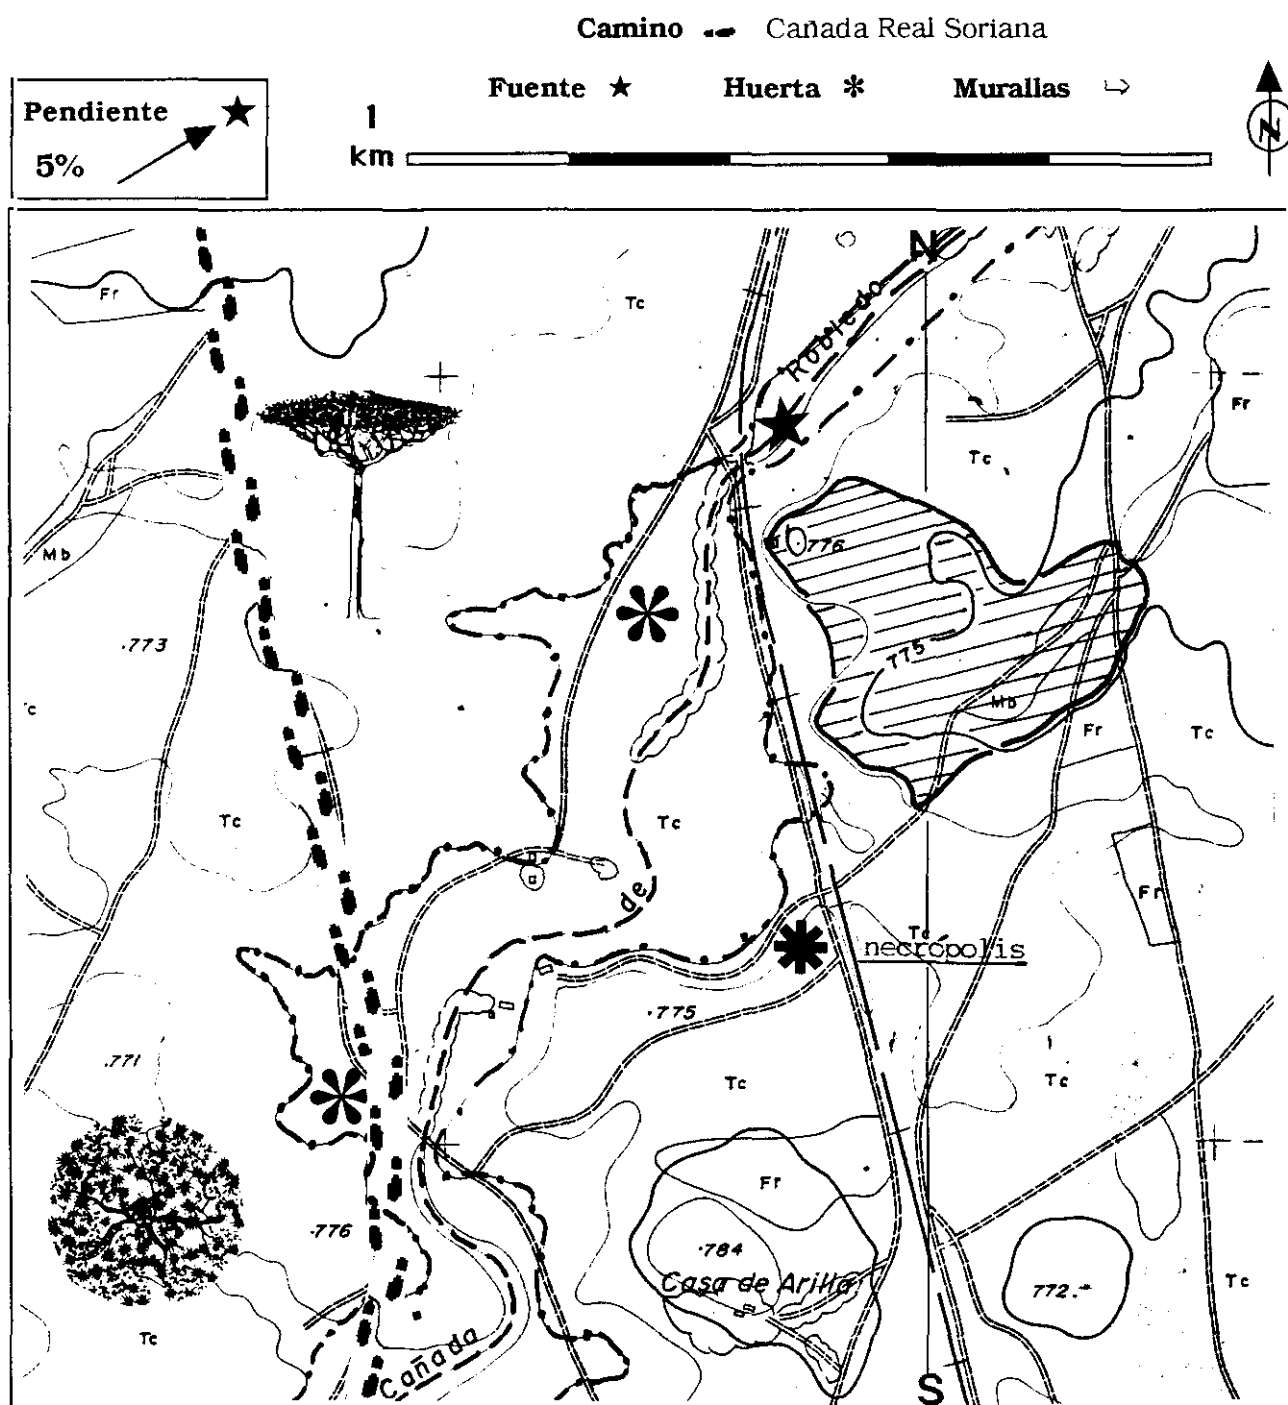 Camino Cañada Real Soriana
Fuente ★ Huerta * Murallas
Pendiente ★
5%
1
km
N
N
Fr
Tc
Robledo
Fr
Tc
Mb
776
773
775
Mb
Fr
Tc
Tc
Tc
de
Fr
Tc
necrópolis
775
771
Tc
Tc
Fr
776
784
Casa de Arilla
772
Tc
Tc
Cañada
S